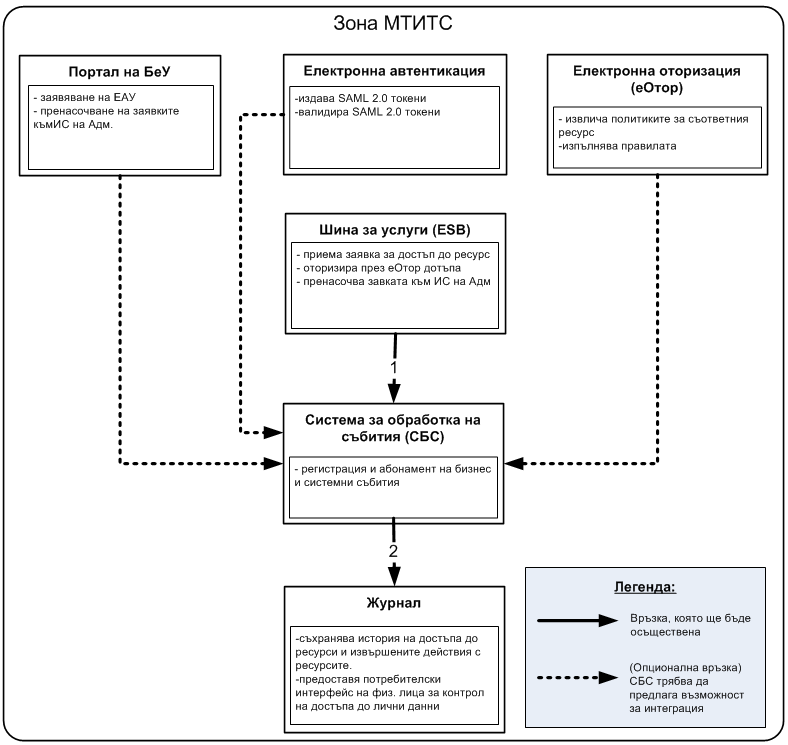 Зона МТИТС
Портал на БеУ
- заявяване на ЕАУ
- пренасочване на заявките
къмИС на Адм.
Електронна автентикация
-издава SAML 2.0 токени
-валидира SAML 2.0 токени
Електронна оторизация
(еОтор)
- извлича политиките за съответния
ресурс
-изпълнява правилата
Шина за услуги (ESB)
- приема заявка за достъп до ресурс
- оторизира през еОтор дотъпа
- пренасочва завката към ИС на Адм
1
Система за обработка на
събития (СБС)
- регистрация и абонамент на бизнес
и системни събития
2
Журнал
-съхранява история на достъпа до
ресурси и извършените действия с
ресурсите.
-предоставя потребителски
интерфейс на физ. лица за контрол
на достъпа до лични данни
Легенда:
Връзка, която ще бъде
осъществена
(Опционална връзка)
СБС трябва да
предлага възможност
за интеграция